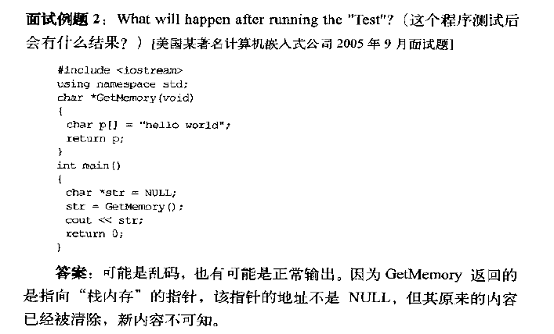 面试例题 2：What will happen after running the "Test"?（这个程序测试后
会有什么结果？）[美国某著名计算机嵌入式公司 2005 年 9 月面试题]
#include <iostream>
using namespace std;
char *GetMemory(void)
{
char p[] = "hello world";
return p;
}
int main()
{
char *str = NULL;
str = GetMemory();
cout << str;
return 0;
}
答案：可能是乱码，也有可能是正常输出。因为 GetMemory 返回的
是指向“栈内存”的指针，该指针的地址不是 NULL，但其原来的内容
已经被清除，新内容不可知。